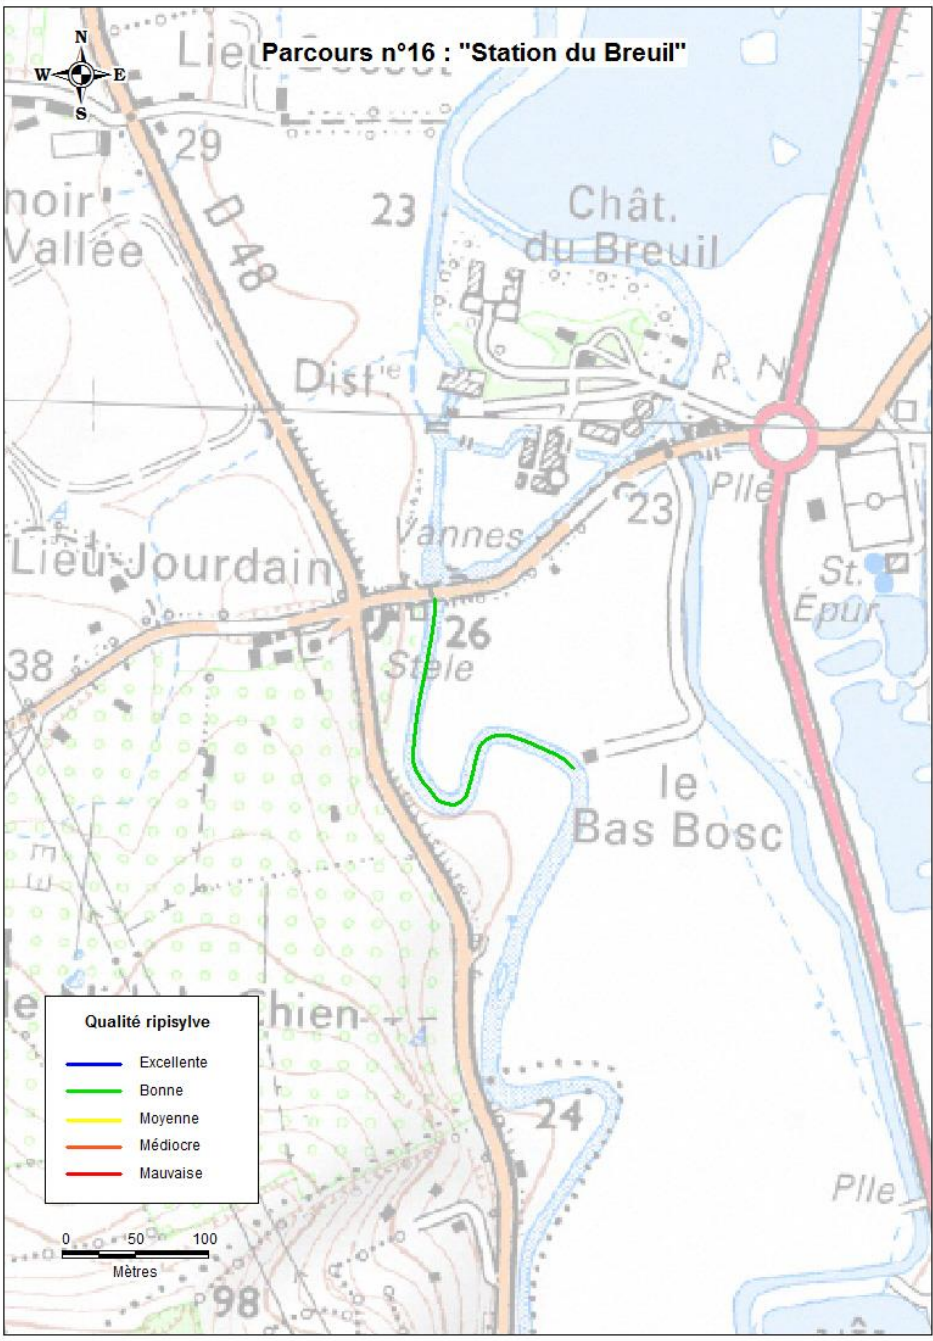 N
Parcours n°16 : "Station du Breuil"
W E
S
29
noir
Vallée
23
Chât.
du Breuil
D 48
Dist.ie
R. N
Plle
23
Vannes
Lieu Jourdain
St.
Épur
26
Stèle
38
le
Bas Bosc
Chien
Qualité ripisylve
Excellente
Bonne
Moyenne
Médiocre
Mauvaise
24
Plle
0 50 100
Mètres
98